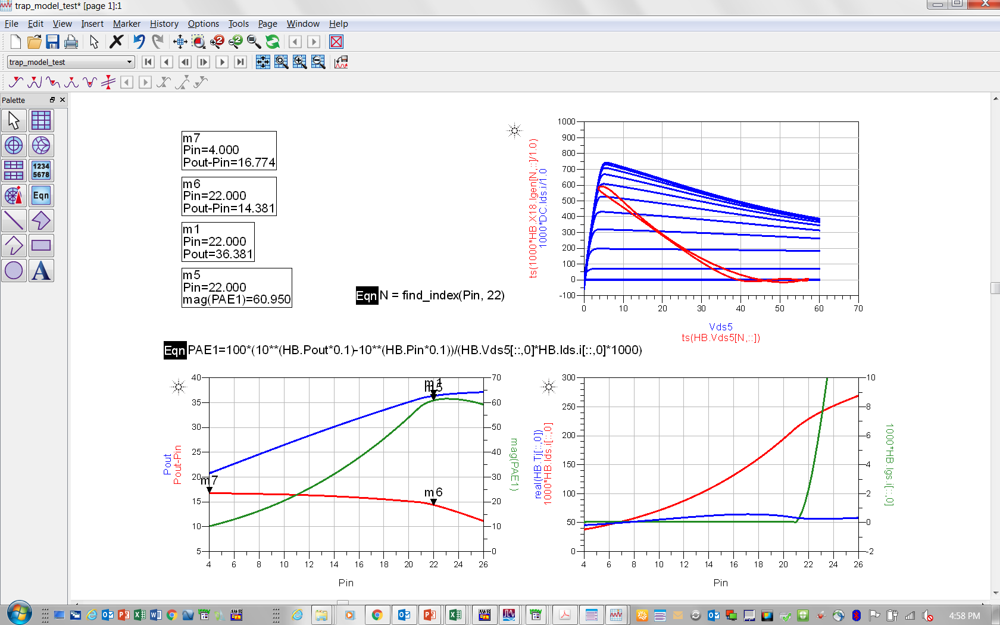 trap_model_test* [page 1]:1
File Edit View Insert Marker History Options Tools Page Window Help
trap_model_test
Palette
1234
5678
Eqn
m7
Pin=4.000
Pout-Pin=16.774
m6
Pin=22.000
Pout-Pin=14.381
m1
Pin=22.000
Pout=36.381
m5
Pin=22.000
mag(PAE1)=60.950
Eqn N = find_index(Pin, 22)
ts(1000*HB.X18.Igen[N,::]/1.0)
1000*DC.Ids.i/1.0
1000
900
800
700
600
500
400
300
200
100
0
-100
0 10 20 30 40 50 60 70
Vds5
ts(HB.Vds5[N,::])
Eqn PAE1=100*(10**(HB.Pout*0.1)-10**(HB.Pin*0.1))/(HB.Vds5[::,0]*HB.Ids.i[::,0]*1000)
Pout
Pout-Pin
40
35
30
25
20
15
10
5
m7
m1
m5
m6
70
60
50
40
30
20
10
0
mag(PAE1)
4 6 8 10 12 14 16 18 20 22 24 26
Pin
real(HB.Tj[::,0])
1000*HB.Ids.i[::,0]
300
250
200
150
100
50
0
10
8
6
4
2
0
-2
1000*HB.Igs.i[::,0]
4 6 8 10 12 14 16 18 20 22 24 26
Pin
AWR
AWR
4:58 PM